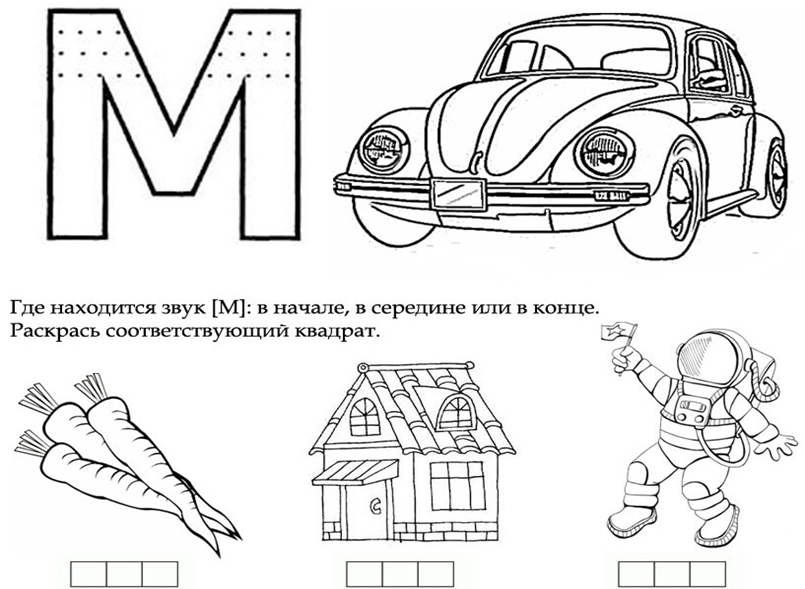 М
Где находится звук [М]: в начале, в середине или в конце.
Раскрась соответствующий квадрат.